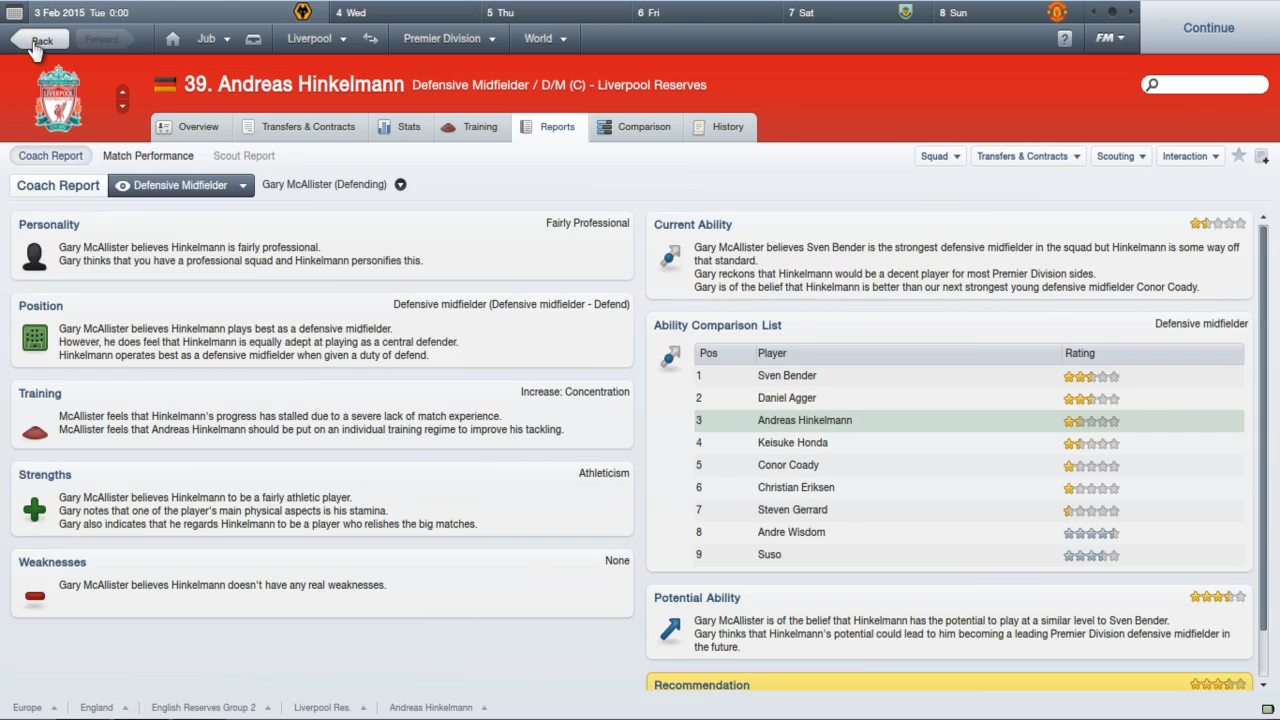 3 Feb 2015 Tue 0:00
4 Wed
5 Thu
6 Fri
7 Sat
8 Sun
Continue
Back
Forward
Jub
Liverpool
Premier Division
World
?
FM
39. Andreas Hinkelmann Defensive Midfielder / D/M (C) - Liverpool Reserves
Overview
Transfers & Contracts
Stats
Training
Reports
Comparison
History
Coach Report
Match Performance
Scout Report
Squad
Transfers & Contracts
Scouting
Interaction
Coach Report
Defensive Midfielder
Gary McAllister (Defending)
Personality
Fairly Professional
Gary McAllister believes Hinkelmann is fairly professional.
Gary thinks that you have a professional squad and Hinkelmann personifies this.
Position
Defensive midfielder (Defensive midfielder - Defend)
Gary McAllister believes Hinkelmann plays best as a defensive midfielder.
However, he does feel that Hinkelmann is equally adept at playing as a central defender.
Hinkelmann operates best as a defensive midfielder when given a duty of defend.
Training
Increase: Concentration
McAllister feels that Hinkelmann's progress has stalled due to a severe lack of match experience.
McAllister feels that Andreas Hinkelmann should be put on an individual training regime to improve his tackling.
Strengths
Athleticism
Gary McAllister believes Hinkelmann to be a fairly athletic player.
Gary notes that one of the player's main physical aspects is his stamina.
Gary also indicates that he regards Hinkelmann to be a player who relishes the big matches.
Weaknesses
None
Gary McAllister believes Hinkelmann doesn't have any real weaknesses.
Current Ability
Gary McAllister believes Sven Bender is the strongest defensive midfielder in the squad but Hinkelmann is some way off
that standard.
Gary reckons that Hinkelmann would be a decent player for most Premier Division sides.
Gary is of the belief that Hinkelmann is better than our next strongest young defensive midfielder Conor Coady.
Ability Comparison List
Defensive midfielder
Pos Player Rating
1 Sven Bender
2 Daniel Agger
3 Andreas Hinkelmann
4 Keisuke Honda
5 Conor Coady
6 Christian Eriksen
7 Steven Gerrard
8 Andre Wisdom
9 Suso
Potential Ability
Gary McAllister is of the belief that Hinkelmann has the potential to play at a similar level to Sven Bender.
Gary thinks that Hinkelmann's potential could lead to him becoming a leading Premier Division defensive midfielder in
the future.
Recommendation
Europe
England
English Reserves Group 2
Liverpool Res.
Andreas Hinkelmann